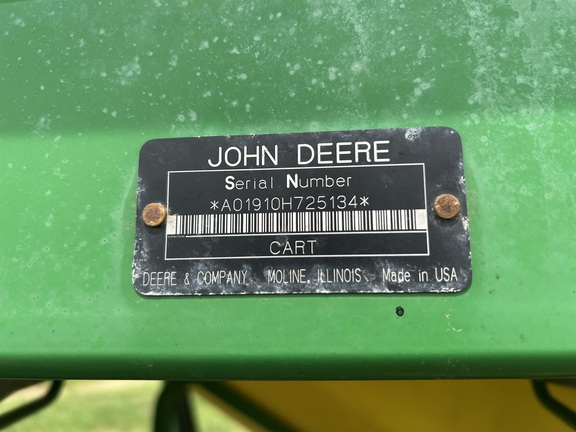 JOHN DEERE
Serial Number
*A01910H725134*
CART
DEERE & COMPANY MOLINE, ILLINOIS Made in USA